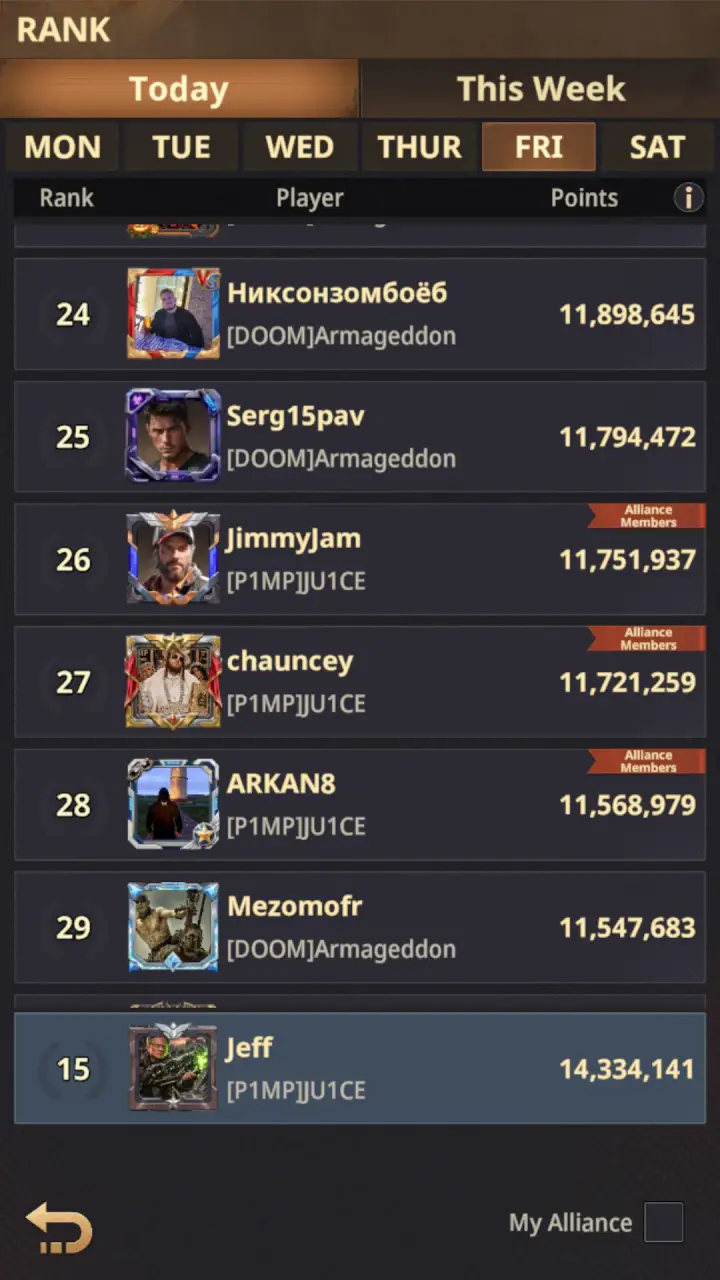 RANK
Today
This Week
MON TUE WED THUR FRI SAT
Rank Player Points
24 Никсонзомбоёб 11,898,645
[DOOM]Armageddon
25 Serg15pav 11,794,472
[DOOM]Armageddon
Alliance
Members
26 JimmyJam 11,751,937
[P1MP]JU1CE
Alliance
Members
27 chauncey 11,721,259
[P1MP]JU1CE
Alliance
Members
28 ARKAN8 11,568,979
[P1MP]JU1CE
29 Mezomofr 11,547,683
[DOOM]Armageddon
15 Jeff 14,334,141
[P1MP]JU1CE
My Alliance